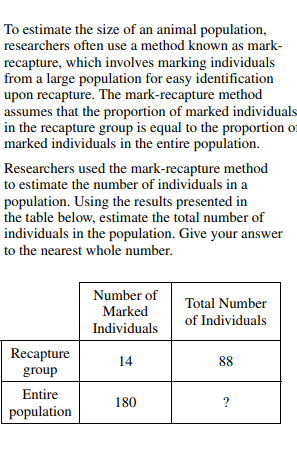 To estimate the size of an animal population,
researchers often use a method known as mark-
recapture, which involves marking individuals
from a large population for easy identification
upon recapture. The mark-recapture method
assumes that the proportion of marked individuals
in the recapture group is equal to the proportion of
marked individuals in the entire population.
Researchers used the mark-recapture method
to estimate the number of individuals in a
population. Using the results presented in
the table below, estimate the total number of
individuals in the population. Give your answer
to the nearest whole number.
Number of
Marked
Individuals
Total Number
of Individuals
Recapture
group
14
88
Entire
population
180
?